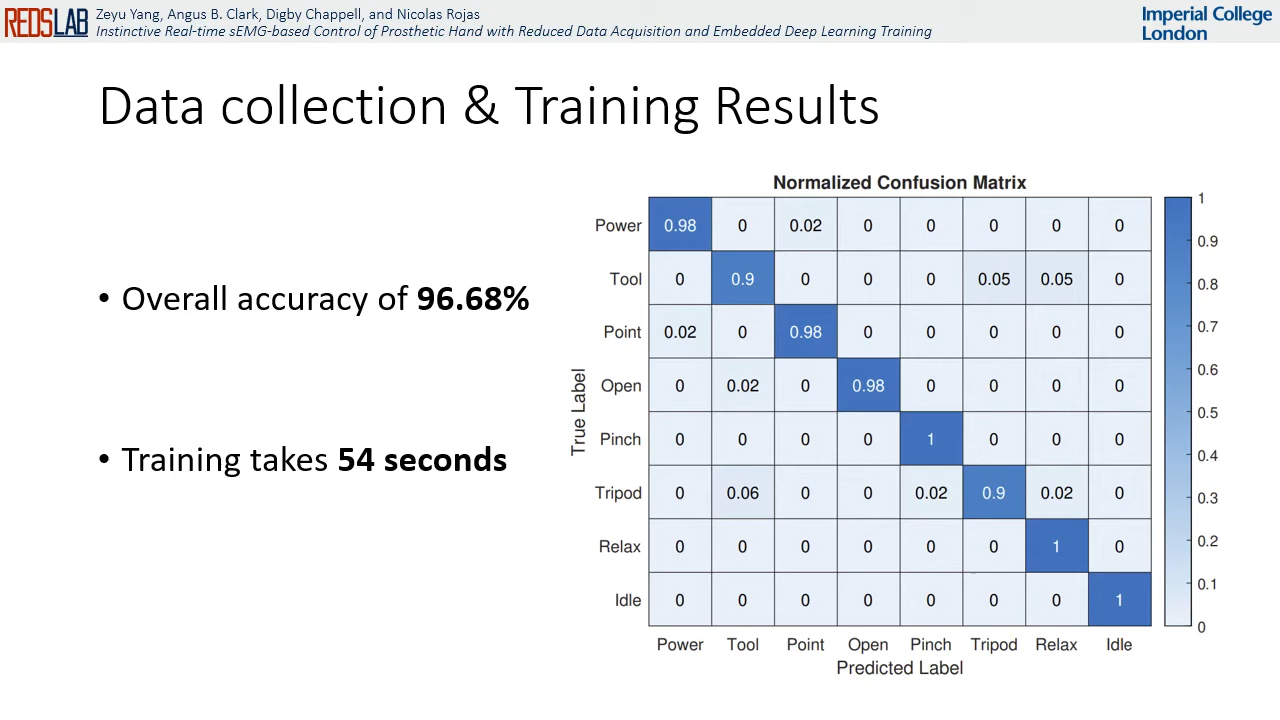 REDSLAB
Zeyu Yang, Angus B. Clark, Digby Chappell, and Nicolas Rojas
Instinctive Real-time sEMG-based Control of Prosthetic Hand with Reduced Data Acquisition and Embedded Deep Learning Training
Imperial College
London
Data collection & Training Results
• Overall accuracy of 96.68%
• Training takes 54 seconds
Normalized Confusion Matrix
True Label
Power 0.98 0 0.02 0 0 0 0 0
Tool 0 0.9 0 0 0 0.05 0.05 0
Point 0.02 0 0.98 0 0 0 0 0
Open 0 0.02 0 0.98 0 0 0 0
Pinch 0 0 0 0 1 0 0 0
Tripod 0 0.06 0 0 0.02 0.9 0.02 0
Relax 0 0 0 0 0 0 1 0
Idle 0 0 0 0 0 0 0 1
Power Tool Point Open Pinch Tripod Relax Idle
Predicted Label
1
0.9
0.8
0.7
0.6
0.5
0.4
0.3
0.2
0.1
0